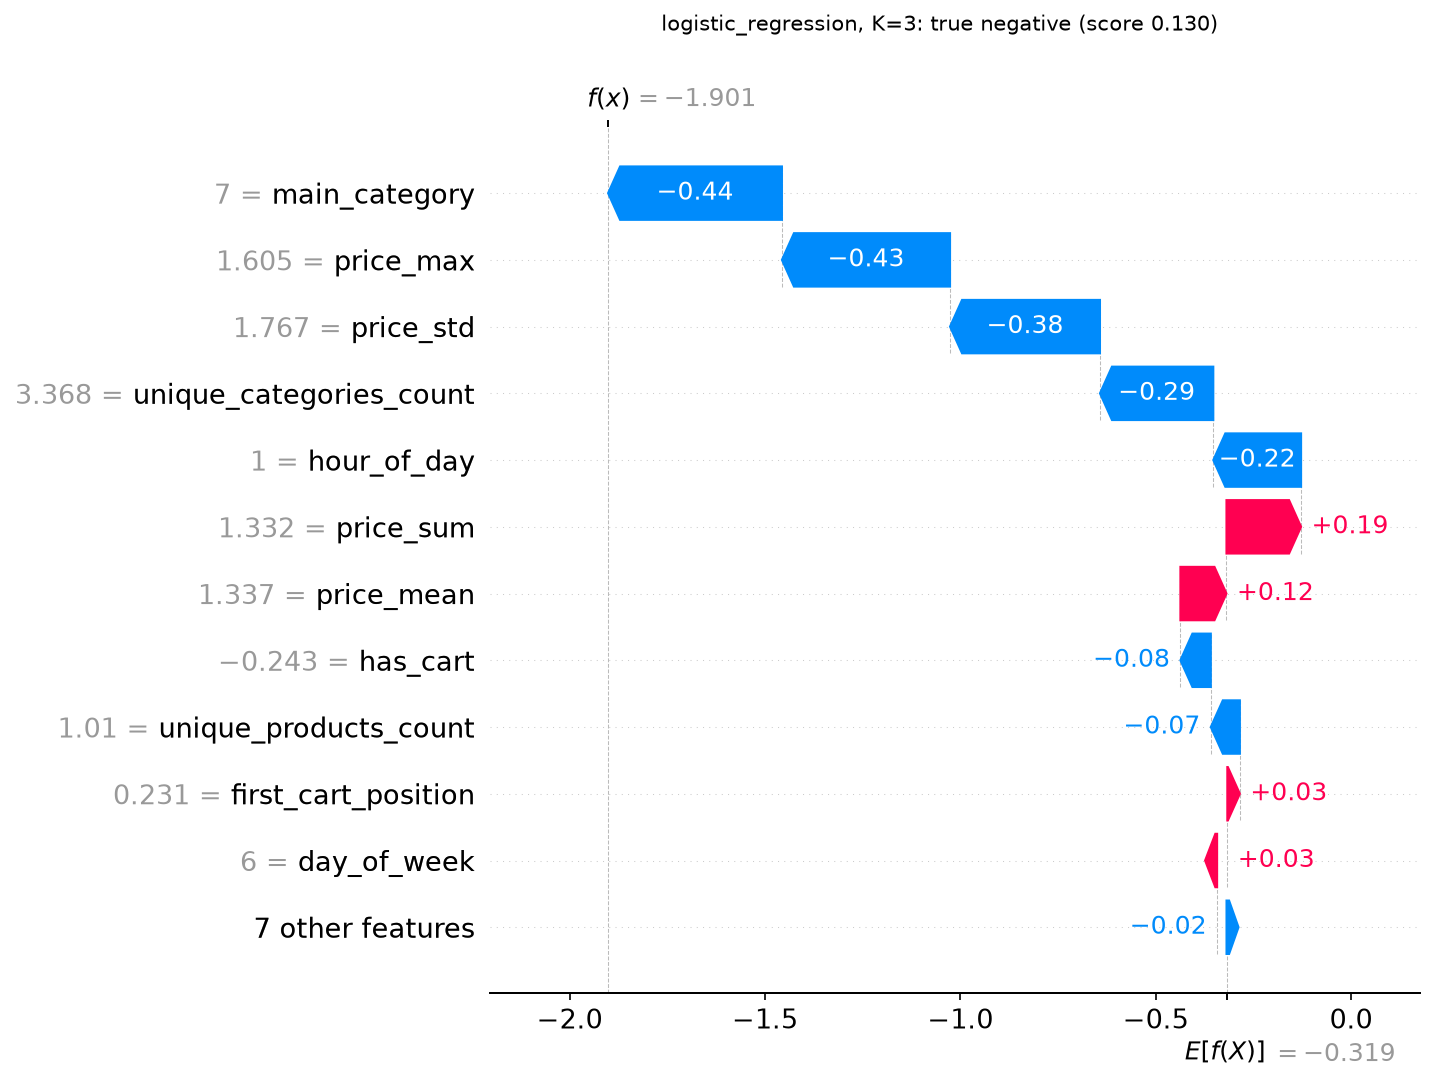 logistic_regression, K=3: true negative (score 0.130)
f(x) = −1.901
7 = main_category −0.44
1.605 = price_max −0.43
1.767 = price_std −0.38
3.368 = unique_categories_count −0.29
1 = hour_of_day −0.22
1.332 = price_sum +0.19
1.337 = price_mean +0.12
−0.243 = has_cart −0.08
1.01 = unique_products_count −0.07
0.231 = first_cart_position +0.03
6 = day_of_week +0.03
7 other features −0.02
−2.0 −1.5 −1.0 −0.5 0.0
E[f(X)] = −0.319